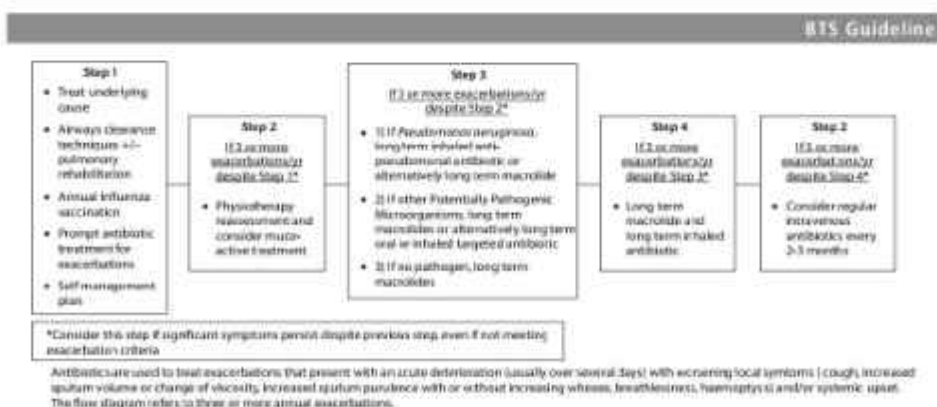 BTS Guideline
Step 1
• Treat underlying
cause
• Airways clearance
techniques +/-
pulmonary
rehabilitation
• Annual influenza
vaccination
• Prompt antibiotic
treatment for
exacerbations
• Self management
plan
Step 2
If 3 or more
exacerbations/yr
despite Step 1*
• Physiotherapy
reassessment and
consider muco-
active treatment
Step 3
If 3 or more exacerbations/yr
despite Step 2*
• 1) If Pseudomonas aeruginosa,
long term inhaled anti-
pseudomonal antibiotic or
alternatively long term macrolide
• 2) If other Potentially Pathogenic
Microorganisms, long term
macrolides or alternatively long term
oral or inhaled targeted antibiotic
• 3) If no pathogen, long term
macrolides
Step 4
If 3 or more
exacerbations/yr
despite Step 3*
• Long term
macrolide and
long term inhaled
antibiotic
If 5 or more
exacerbations/yr
despite Step 4*
• Consider regular
intravenous
antibiotics every
2-3 months
*Consider this step if significant symptoms persist despite previous step, even if not meeting
exacerbation criteria
Antibiotics are used to treat exacerbations that present with an acute deterioration (usually over several days) with worsening local symtoms (cough, increased
sputum volume or change of viscosity, increased sputum purulence with or without increasing wheeze, breathlessness, haemoptysis) and/or systemic upset.
The flow diagram refers to three or more annual exacerbations.